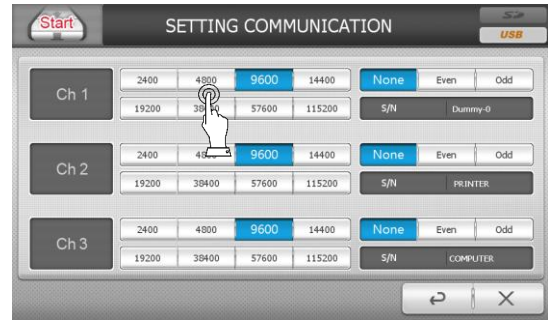 Start
SETTING COMMUNICATION
USB
Ch 1
2400 4800 9600 14400 None Even Odd
19200 57600 115200 S/N Dummy-0
Ch 2
2400 9600 14400 None Even Odd
19200 38400 57600 115200 S/N PRINTER
Ch 3
2400 4800 9600 14400 None Even Odd
19200 38400 57600 115200 S/N COMPUTER